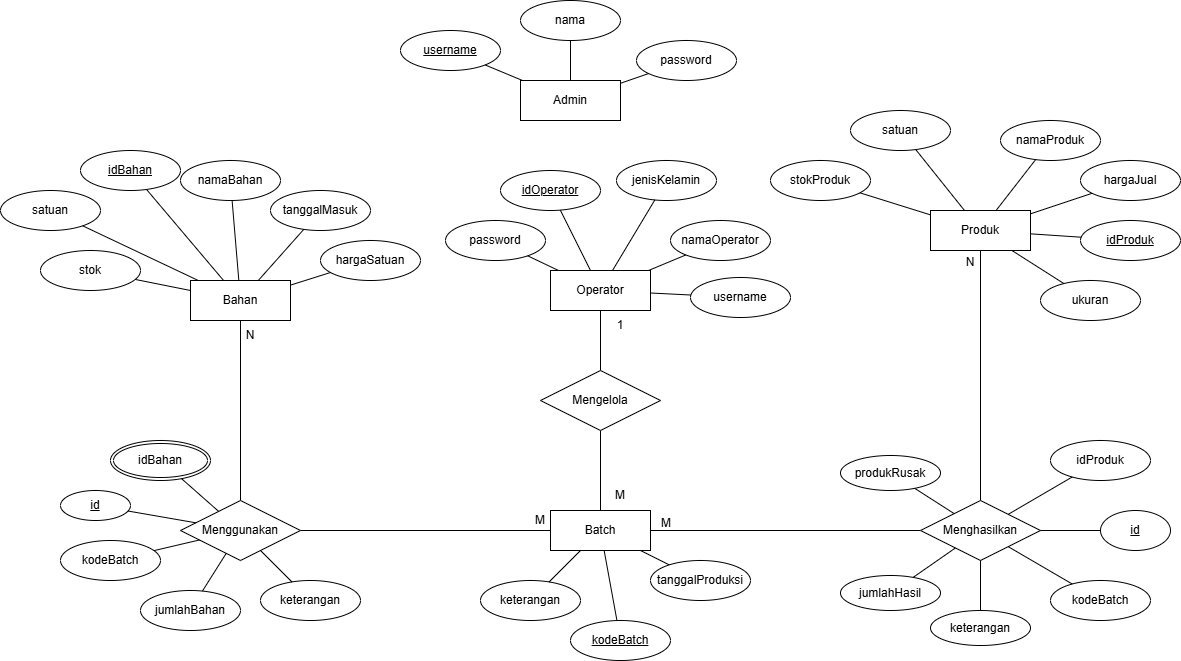 nama
username
password
Admin
satuan
namaProduk
stokProduk
hargaJual
Produk
idProduk
N
ukuran
idBahan
namaBahan
satuan
tanggalMasuk
stok
hargaSatuan
Bahan
N
idOperator
jenisKelamin
password
namaOperator
Operator
username
1
Mengelola
M
idBahan
id
Menggunakan
kodeBatch
jumlahBahan
keterangan
M
Batch
M
keterangan
tanggalProduksi
kodeBatch
produkRusak
idProduk
Menghasilkan
id
jumlahHasil
kodeBatch
keterangan